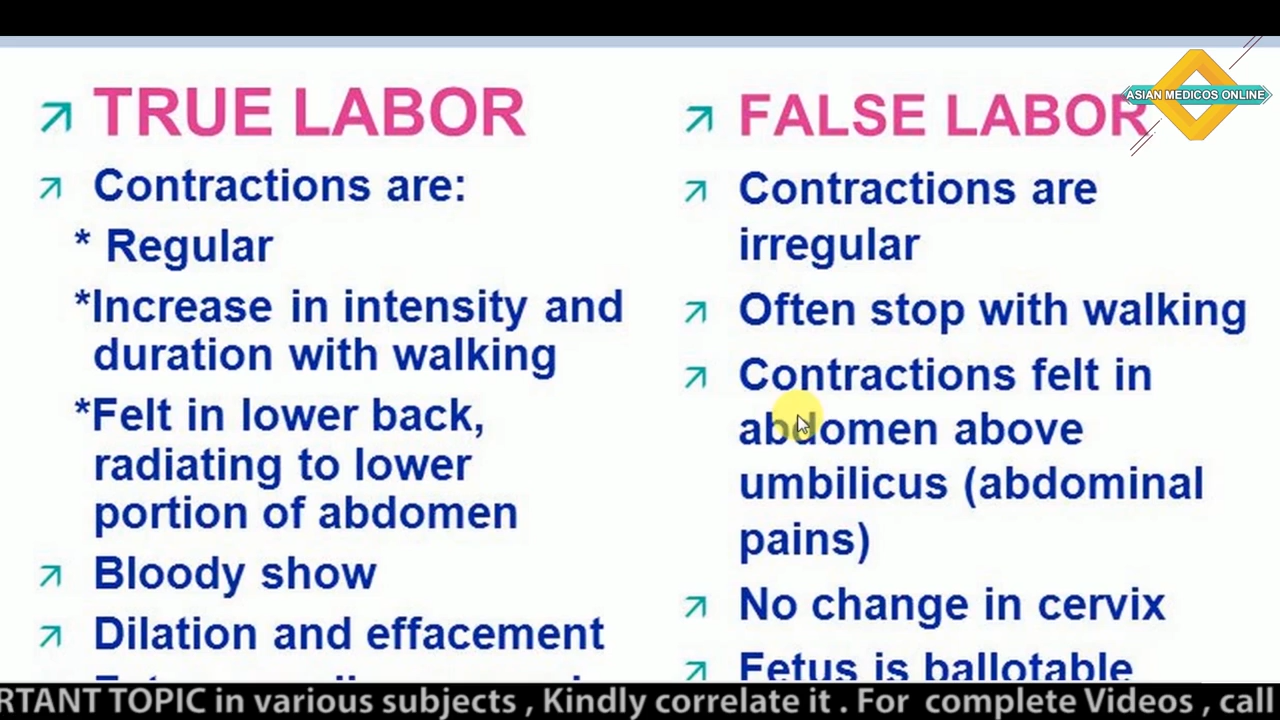 TRUE LABOR
Contractions are:
* Regular
*Increase in intensity and
duration with walking
*Felt in lower back,
radiating to lower
portion of abdomen
Bloody show
Dilation and effacement
FALSE LABOR
Contractions are
irregular
Often stop with walking
Contractions felt in
abdomen above
umbilicus (abdominal
pains)
No change in cervix
Fetus is ballotable
ASIAN MEDICOS ONLINE
RTANT TOPIC in various subjects , Kindly correlate it . For complete Videos , call